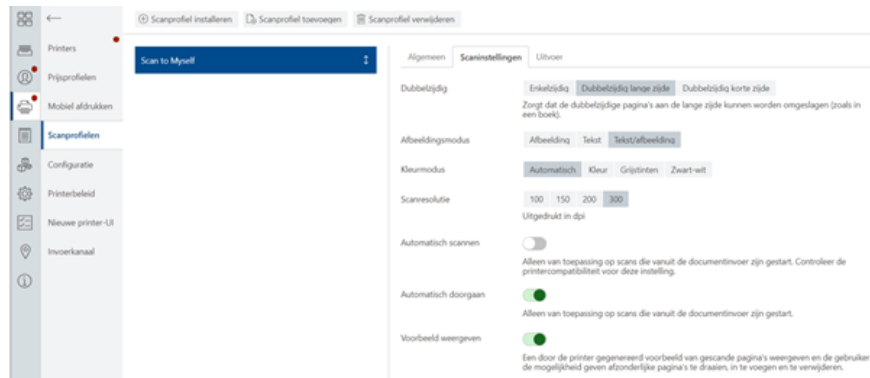 Scanprofiel installeren Scanprofiel toevoegen Scanprofiel verwijderen
Printers
Prijsprofielen
Mobiel afdrukken
Scanprofielen
Configuratie
Printerbeleid
Nieuwe printer-UI
Invoerkanaal
Scan to Myself
Algemeen Scaninstellingen Uitvoer
Dubbelzijdig Enkelzijdig Dubbelzijdig lange zijde Dubbelzijdig korte zijde
Zorgt dat de dubbelzijdige pagina's aan de lange zijde kunnen worden omgeslagen (zoals in
een boek).
Afbeeldingsmodus Afbeelding Tekst Tekst/afbeelding
Kleurmodus Automatisch Kleur Grijstinten Zwart-wit
Scanresolutie 100 150 200 300
Uitgedrukt in dpi
Automatisch scannen
Alleen van toepassing op scans die vanuit de documentinvoer zijn gestart. Controleer de
printercompatibiliteit voor deze instelling.
Automatisch doorgaan
Alleen van toepassing op scans die vanuit de documentinvoer zijn gestart.
Voorbeeld weergeven
Een door de printer gegenereerd voorbeeld van gescande pagina's weergeven en de gebruiker
de mogelijkheid geven afzonderlijke pagina's te draaien, in te voegen en te verwijderen.